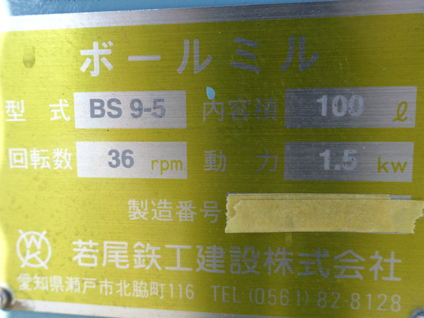 ボールミル
型式 BS 9-5 内容積 100 ℓ
回転数 36 rpm 動力 1.5 kw
製造番号
若尾鉄工建設株式会社
愛知県瀬戸市北脇町116 TEL (0561) 82-8128